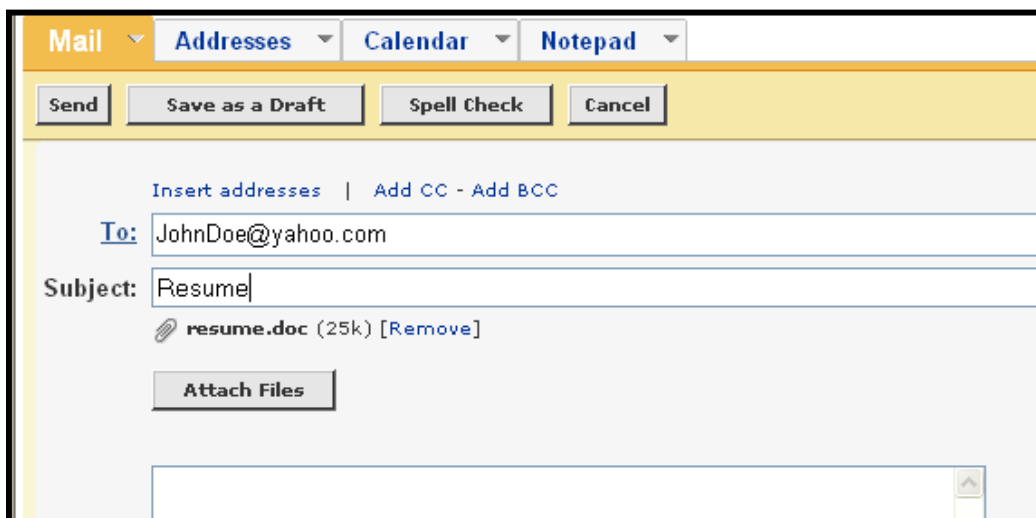 Mail Addresses Calendar Notepad
Send Save as a Draft Spell Check Cancel
Insert addresses | Add CC - Add BCC
To: JohnDoe@yahoo.com
Subject: Resume
resume.doc (25k) [Remove]
Attach Files